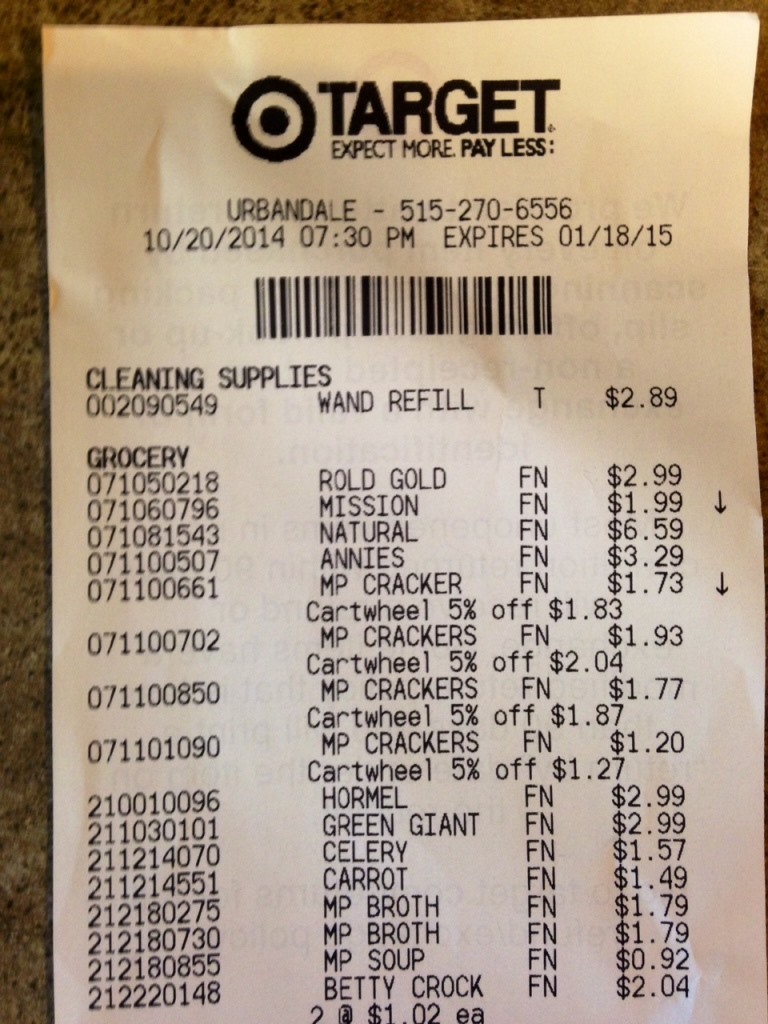 TARGET
EXPECT MORE. PAY LESS:
URBANDALE - 515-270-6556
10/20/2014 07:30 PM EXPIRES 01/18/15
CLEANING SUPPLIES
002090549 WAND REFILL T $2.89
GROCERY
071050218 ROLD GOLD FN $2.99
071060796 MISSION FN $1.99 ↓
071081543 NATURAL FN $6.59
071100507 ANNIES FN $3.29
071100661 MP CRACKER FN $1.73 ↓
Cartwheel 5% off $1.83
071100702 MP CRACKERS FN $1.93
Cartwheel 5% off $2.04
071100850 MP CRACKERS FN $1.77
Cartwheel 5% off $1.87
071101090 MP CRACKERS FN $1.20
Cartwheel 5% off $1.27
210010096 HORMEL FN $2.99
211030101 GREEN GIANT FN $2.99
211214070 CELERY FN $1.57
211214551 CARROT FN $1.49
212180275 MP BROTH FN $1.79
212180730 MP BROTH FN $1.79
212180855 MP SOUP FN $0.92
212220148 BETTY CROCK FN $2.04
2 @ $1.02 ea